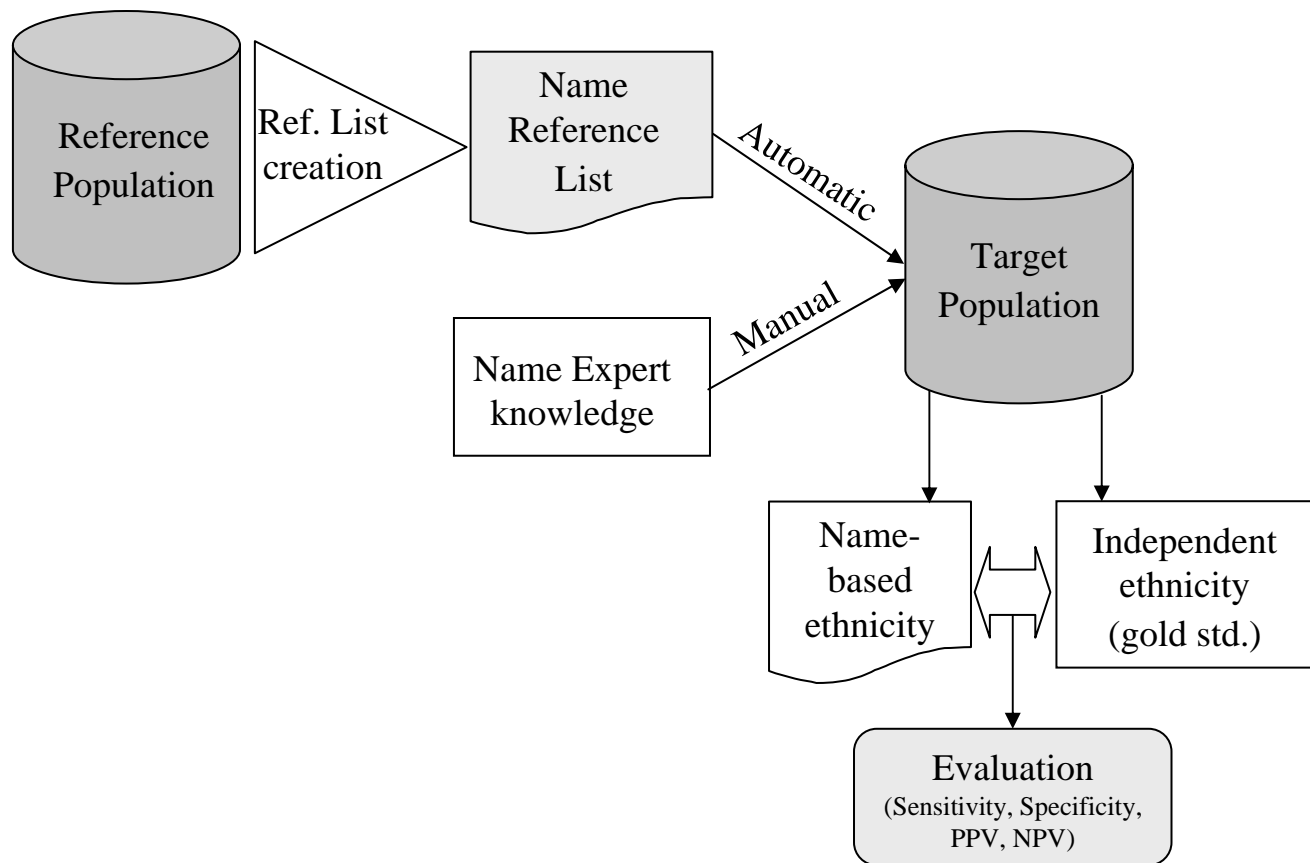 Reference
Population
Ref. List
creation
Name
Reference
List
Automatic
Manual
Name Expert
knowledge
Target
Population
Name-
based
ethnicity
Independent
ethnicity
(gold std.)
Evaluation
(Sensitivity, Specificity,
PPV, NPV)